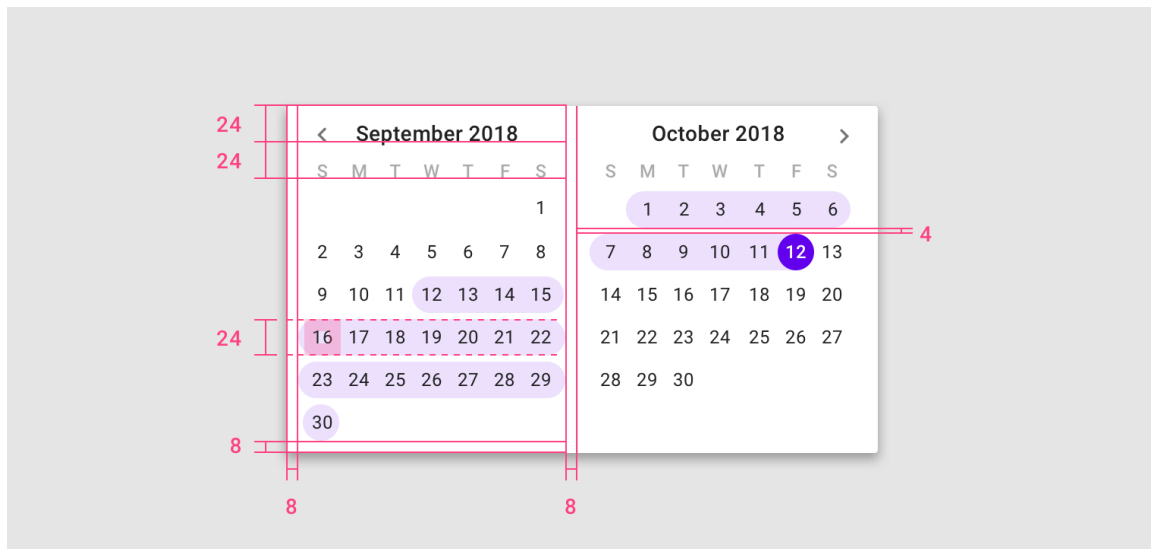 24
September 2018
October 2018
24
S M T W T F S
S M T W T F S
1
1 2 3 4 5 6
4
2 3 4 5 6 7 8
7 8 9 10 11 12 13
9 10 11 12 13 14 15
14 15 16 17 18 19 20
24
16 17 18 19 20 21 22
21 22 23 24 25 26 27
23 24 25 26 27 28 29
28 29 30
30
8
8
8